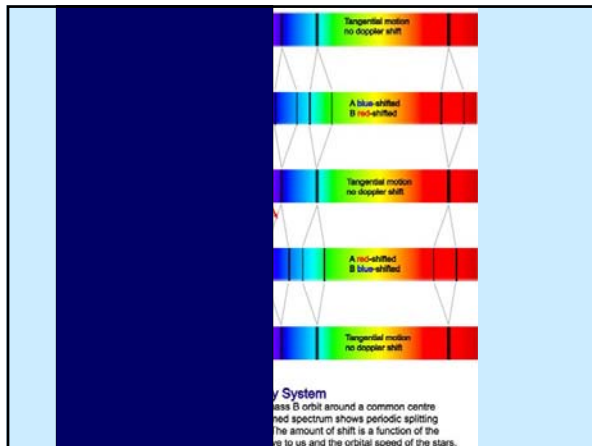 Tangential motion
no doppler shift
A blue-shifted
B red-shifted
Tangential motion
no doppler shift
A red-shifted
B blue-shifted
Tangential motion
no doppler shift
System
B orbit around a common centre
spectrum shows periodic splitting
The amount of shift is a function of the
to us and the orbital speed of the stars.